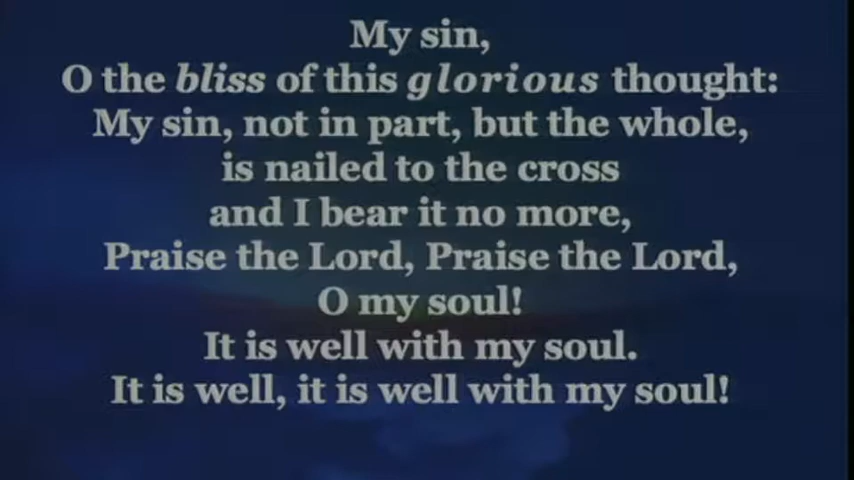 My sin,
O the bliss of this glorious thought:
My sin, not in part, but the whole,
is nailed to the cross
and I bear it no more,
Praise the Lord, Praise the Lord,
O my soul!
It is well with my soul.
It is well, it is well with my soul!